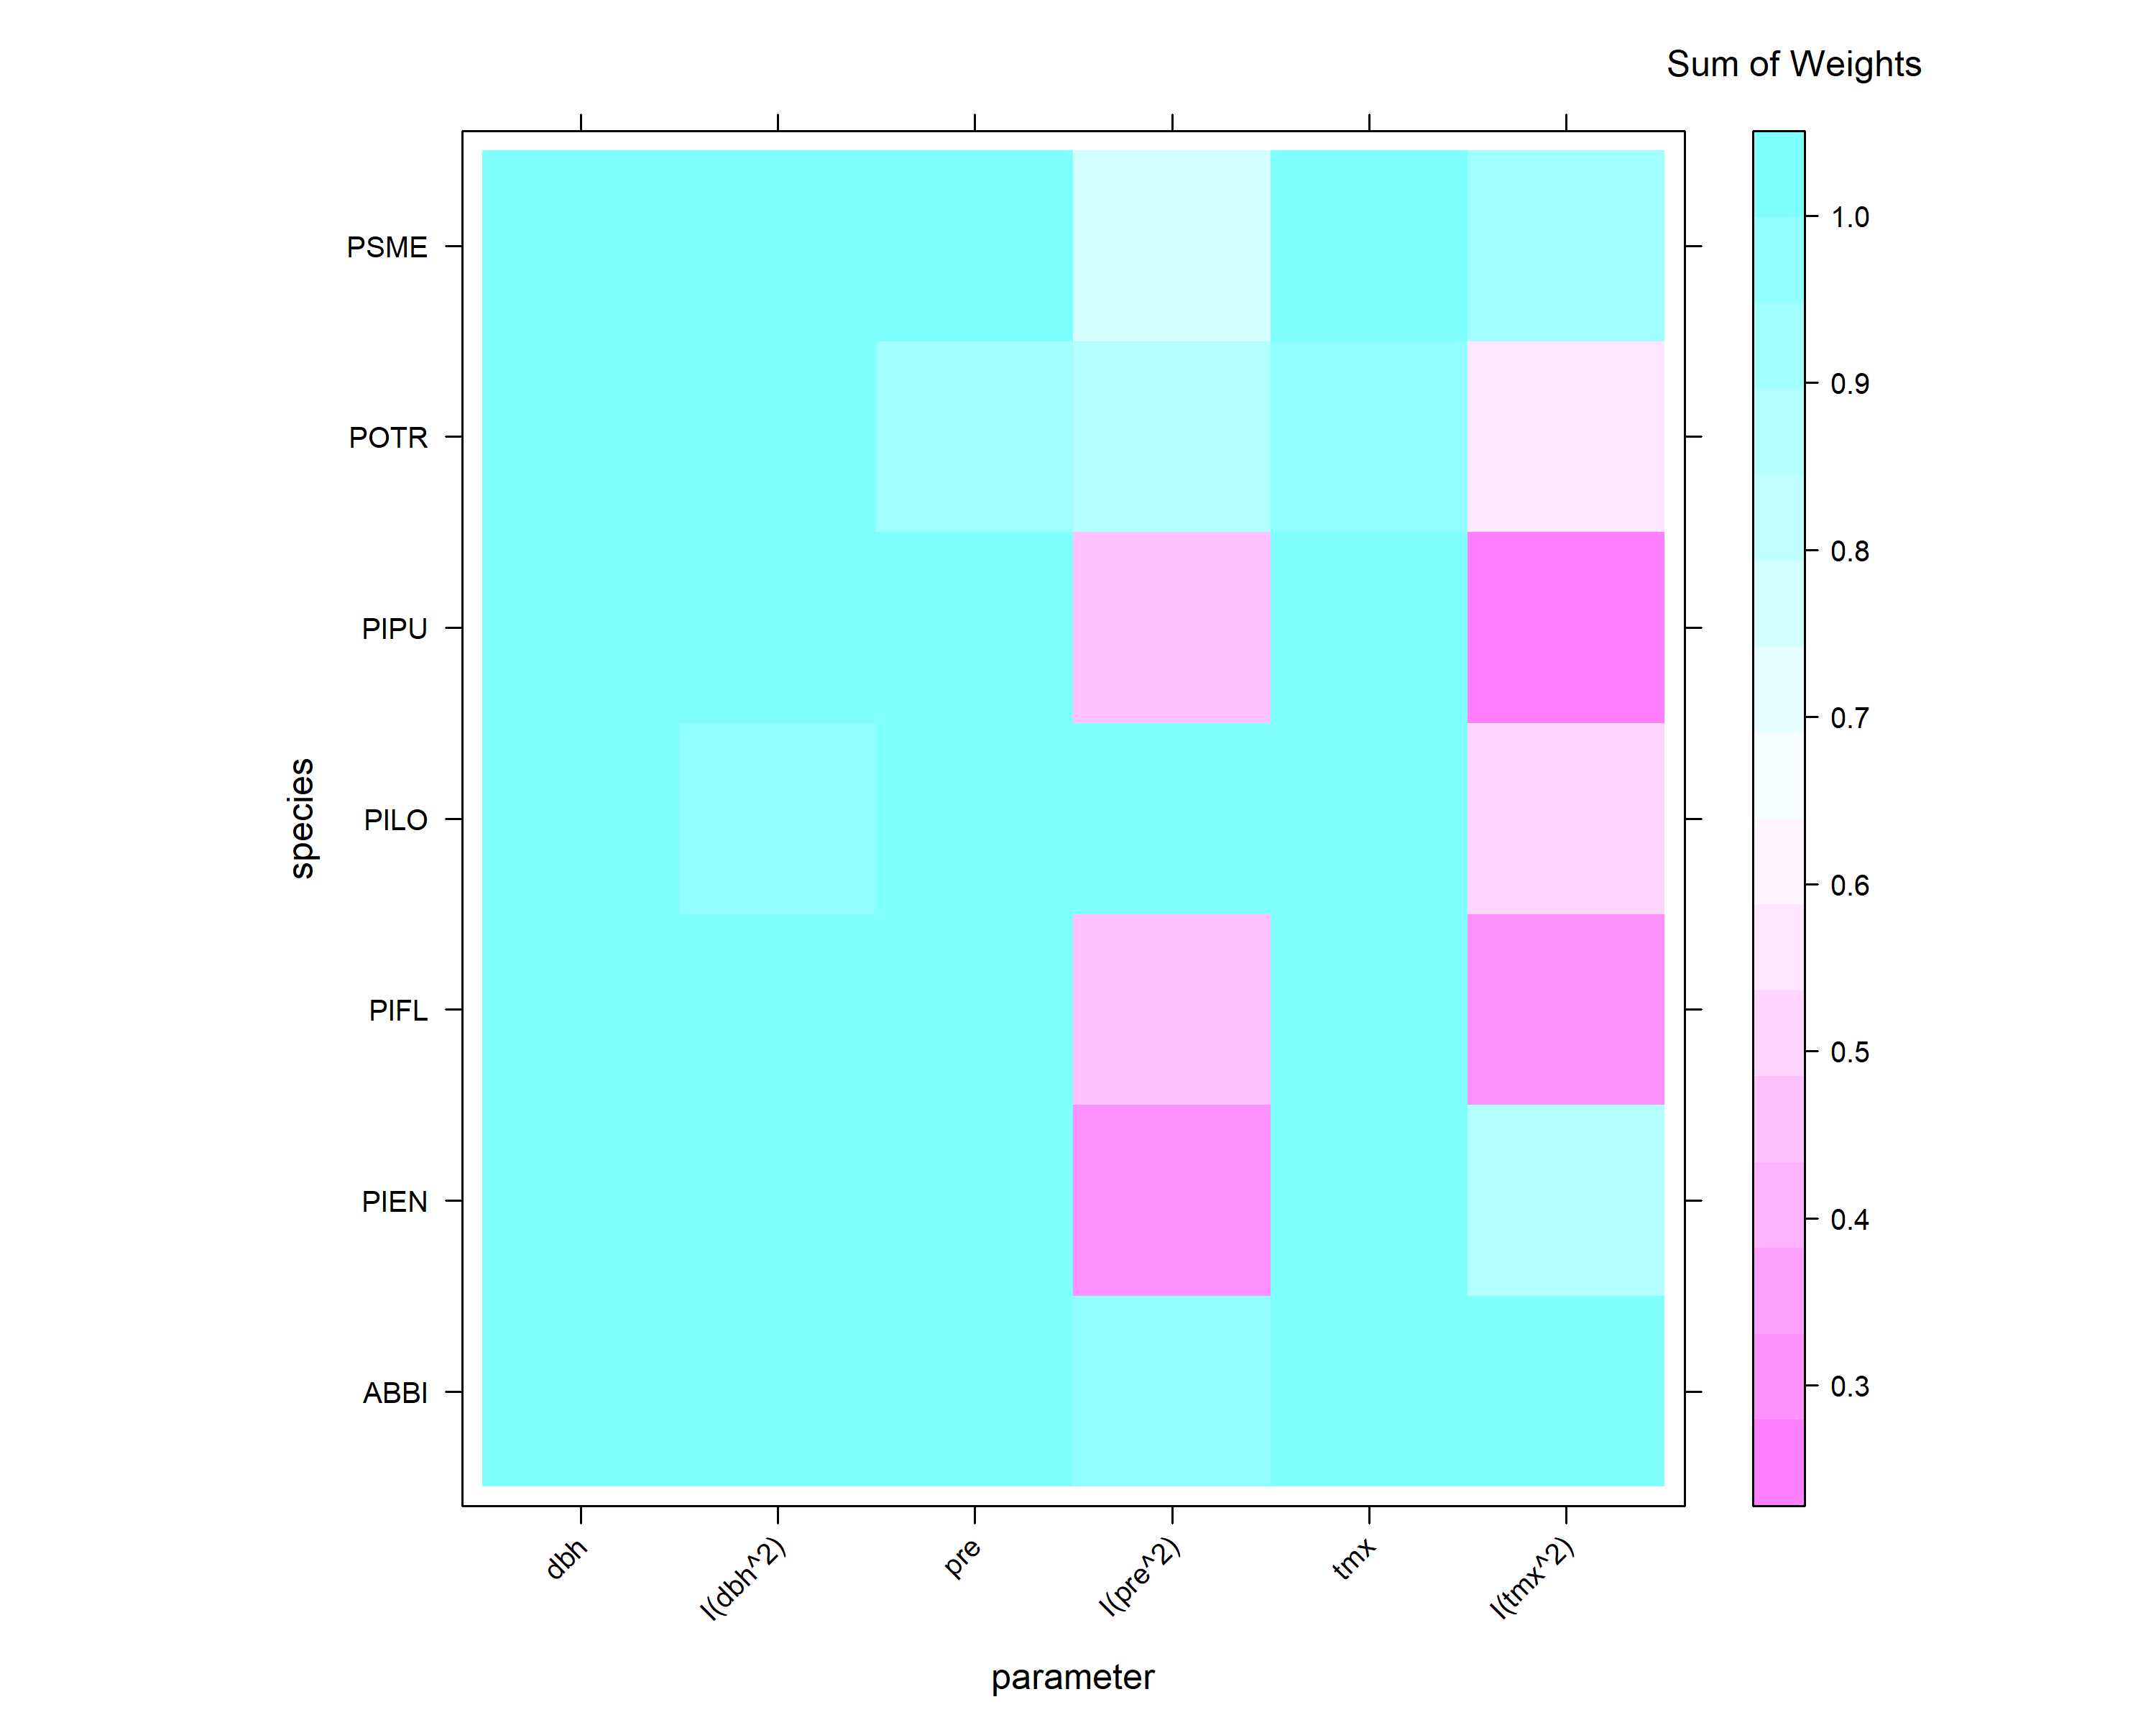 Sum of Weights
PSME
POTR
PIPU
PILO
PIFL
PIEN
ABBI
species
dbh
I(dbh^2)
pre
I(pre^2)
tmx
I(tmx^2)
parameter
1.0
0.9
0.8
0.7
0.6
0.5
0.4
0.3